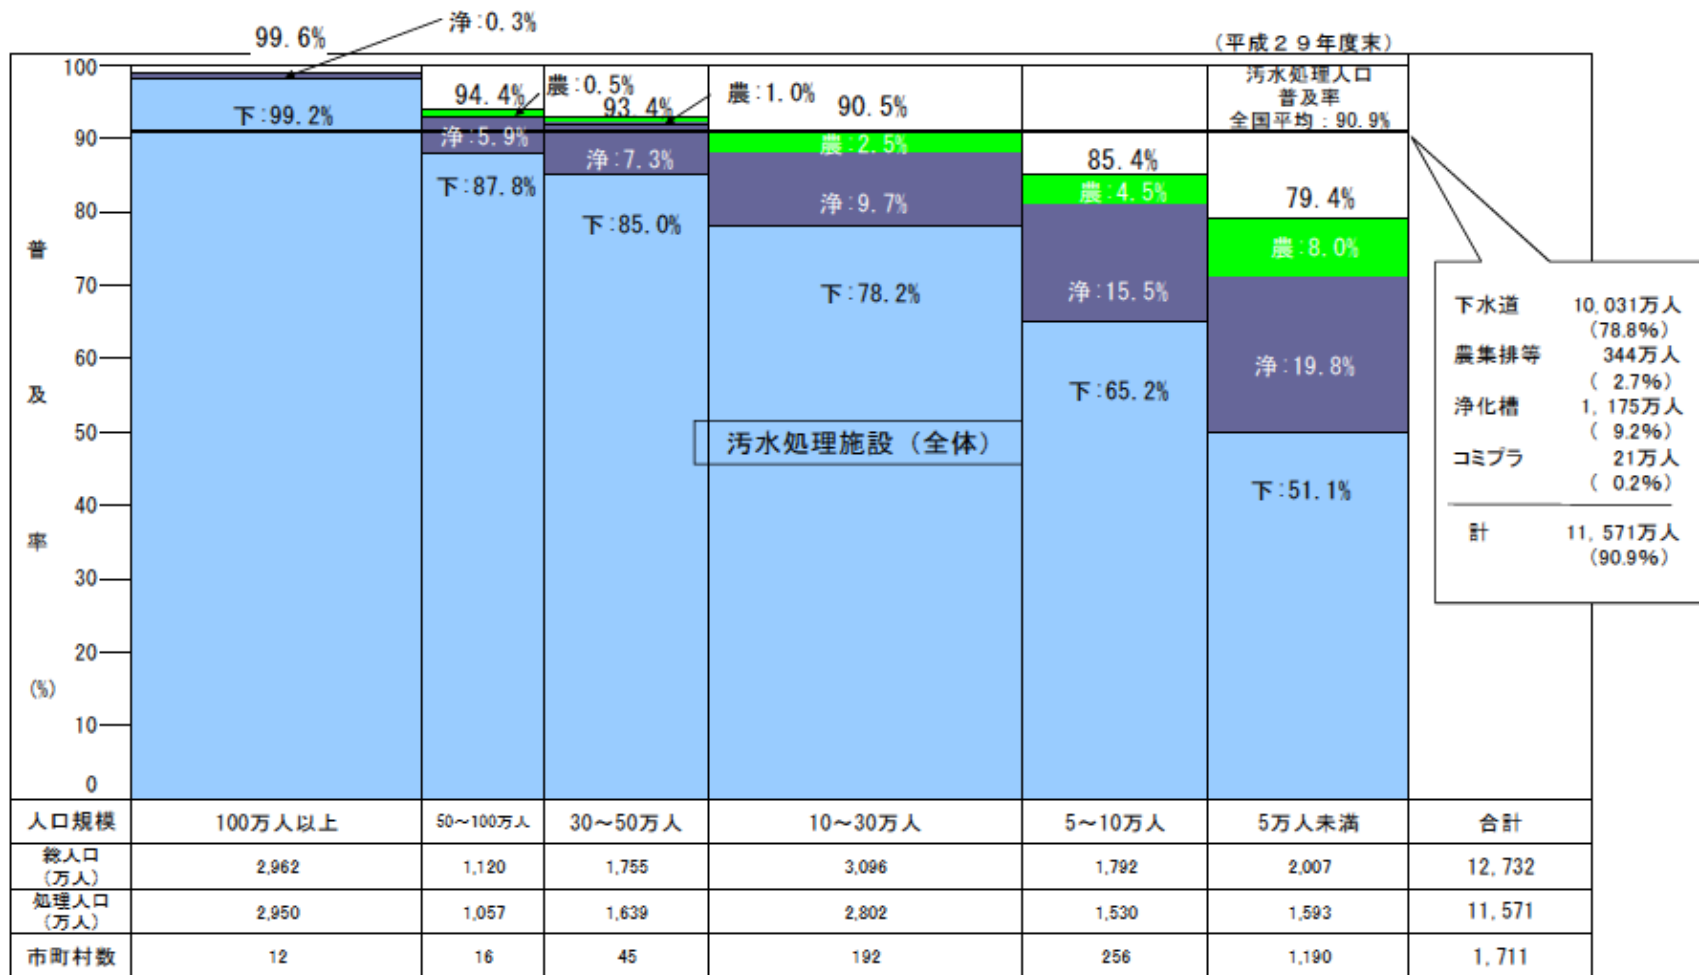 99.6%
浄:0.3%
(平成29年度末)
汚水処理人口
普及率
全国平均:90.9%
94.4%
農:0.5%
93.4%
農:1.0%
90.5%
85.4%
79.4%
下:99.2%
浄:5.9%
下:87.8%
浄:7.3%
下:85.0%
農:2.5%
浄:9.7%
下:78.2%
農:4.5%
浄:15.5%
下:65.2%
農:8.0%
浄:19.8%
下:51.1%
汚水処理施設(全体)
100
90
80
70
60
50
40
30
20
10
0
普
及
率
(%)
下水道 10,031万人
(78.8%)
農集排等 344万人
( 2.7%)
浄化槽 1,175万人
( 9.2%)
コミプラ 21万人
( 0.2%)
計 11,571万人
(90.9%)
人口規模 100万人以上 50~100万人 30~50万人 10~30万人 5~10万人 5万人未満 合計
総人口
(万人) 2,962 1,120 1,755 3,096 1,792 2,007 12,732
処理人口
(万人) 2,950 1,057 1,639 2,802 1,530 1,593 11,571
市町村数 12 16 45 192 256 1,190 1,711